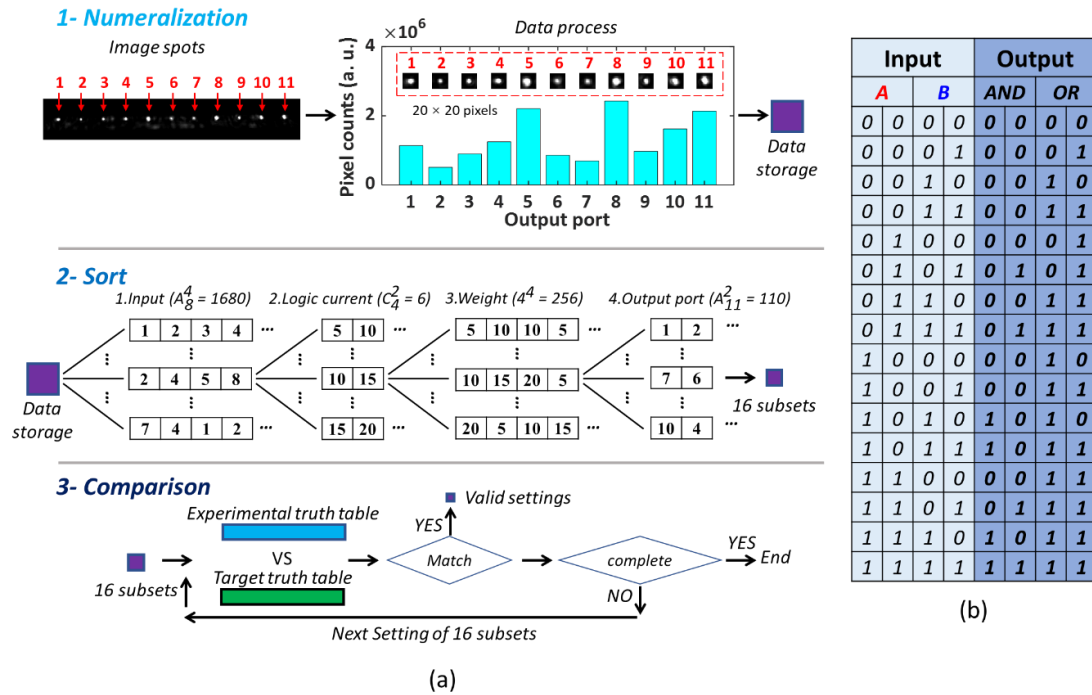 1- Numeralization
Image spots
1 2 3 4 5 6 7 8 9 10 11
Data process
× 10⁶
Pixel counts (a. u.)
4
2
0
1 2 3 4 5 6 7 8 9 10 11
20 × 20 pixels
1 2 3 4 5 6 7 8 9 10 11
Output port
Data
storage
2- Sort
1.Input (A₈⁴ = 1680) 2.Logic current (C₄² = 6) 3.Weight (4⁴ = 256) 4.Output port (A₁₁² = 110)
1 2 3 4 ··· 5 10 ··· 5 10 10 5 ··· 1 2 ···
2 4 5 8 10 15 10 15 20 5 7 6
7 4 1 2 ··· 15 20 ··· 20 5 10 15 ··· 10 4 ···
Data
storage
16 subsets
3- Comparison
Experimental truth table
VS
Target truth table
16 subsets
Match
YES
Valid settings
complete
YES
End
NO
Next Setting of 16 subsets
(a)
Input Output
A B AND OR
0 0 0 0 0 0 0 0
0 0 0 1 0 0 0 1
0 0 1 0 0 0 1 0
0 0 1 1 0 0 1 1
0 1 0 0 0 0 0 1
0 1 0 1 0 1 0 1
0 1 1 0 0 0 1 1
0 1 1 1 0 1 1 1
1 0 0 0 0 0 1 0
1 0 0 1 0 0 1 1
1 0 1 0 1 0 1 0
1 0 1 1 1 0 1 1
1 1 0 0 0 0 1 1
1 1 0 1 0 1 1 1
1 1 1 0 1 0 1 1
1 1 1 1 1 1 1 1
(b)